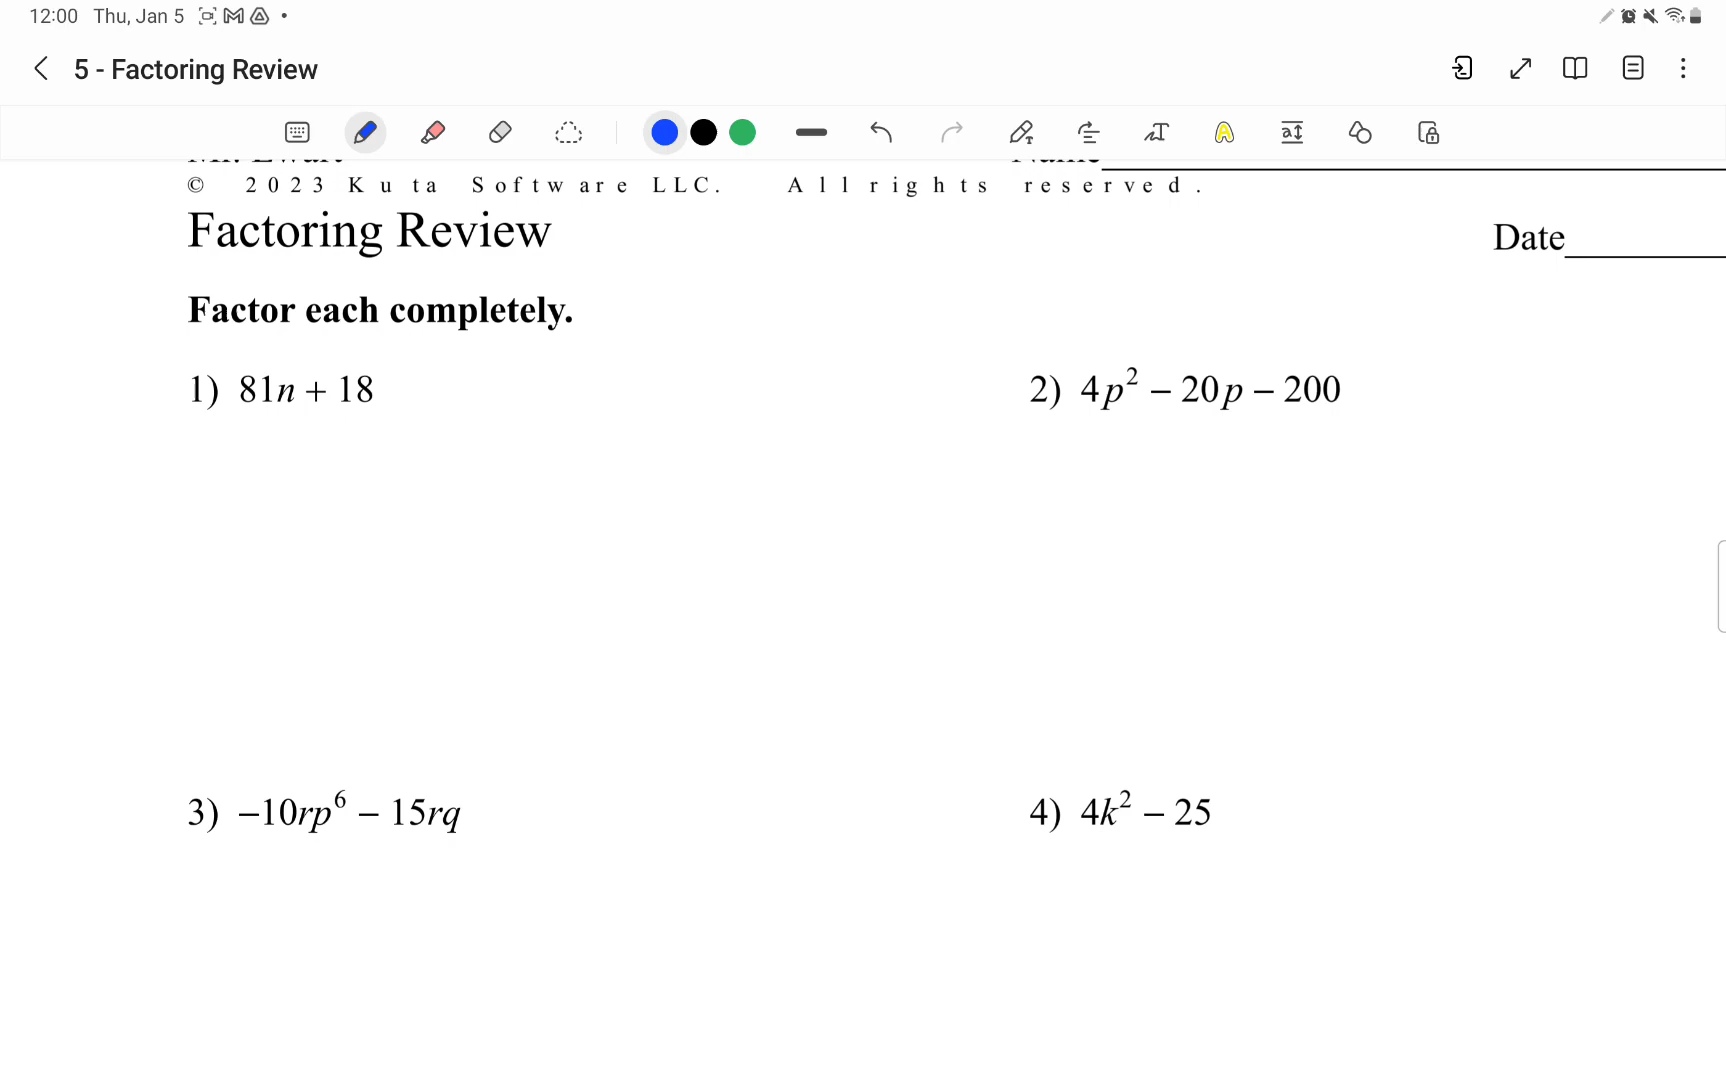 12:00 Thu, Jan 5
5 - Factoring Review
© 2023 Kuta Software LLC. All rights reserved.
Factoring Review
Date
Factor each completely.
1) 81n + 18
2) 4p² – 20p – 200
3) –10rp⁶ – 15rq
4) 4k² – 25